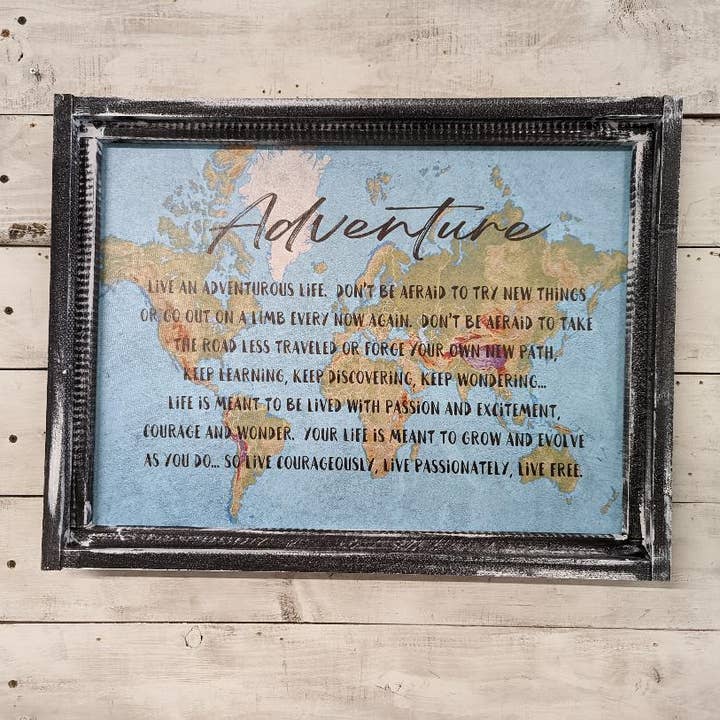 Adventure
LIVE AN ADVENTUROUS LIFE. DON'T BE AFRAID TO TRY NEW THINGS
OR GO OUT ON A LIMB EVERY NOW AGAIN. DON'T BE AFRAID TO TAKE
THE ROAD LESS TRAVELED OR FORGE YOUR OWN NEW PATH,
KEEP LEARNING, KEEP DISCOVERING, KEEP WONDERING...
LIFE IS MEANT TO BE LIVED WITH PASSION AND EXCITEMENT,
COURAGE AND WONDER. YOUR LIFE IS MEANT TO GROW AND EVOLVE
AS YOU DO... SO LIVE COURAGEOUSLY, LIVE PASSIONATELY, LIVE FREE.